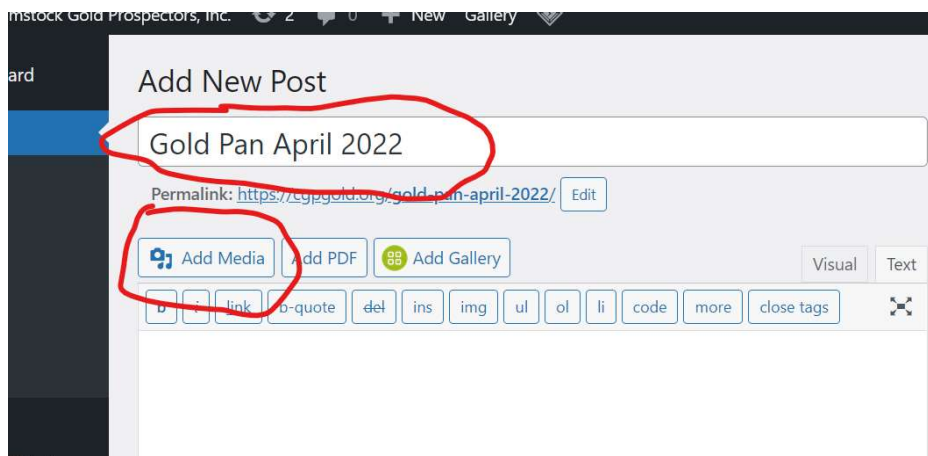 mstock Gold Prospectors, Inc. 2 0 + New Gallery
ard
Add New Post
Gold Pan April 2022
Permalink: https://cgpgold.org/gold-pan-april-2022/ Edit
Add Media Add PDF Add Gallery
Visual Text
b i link b-quote del ins img ul ol li code more close tags